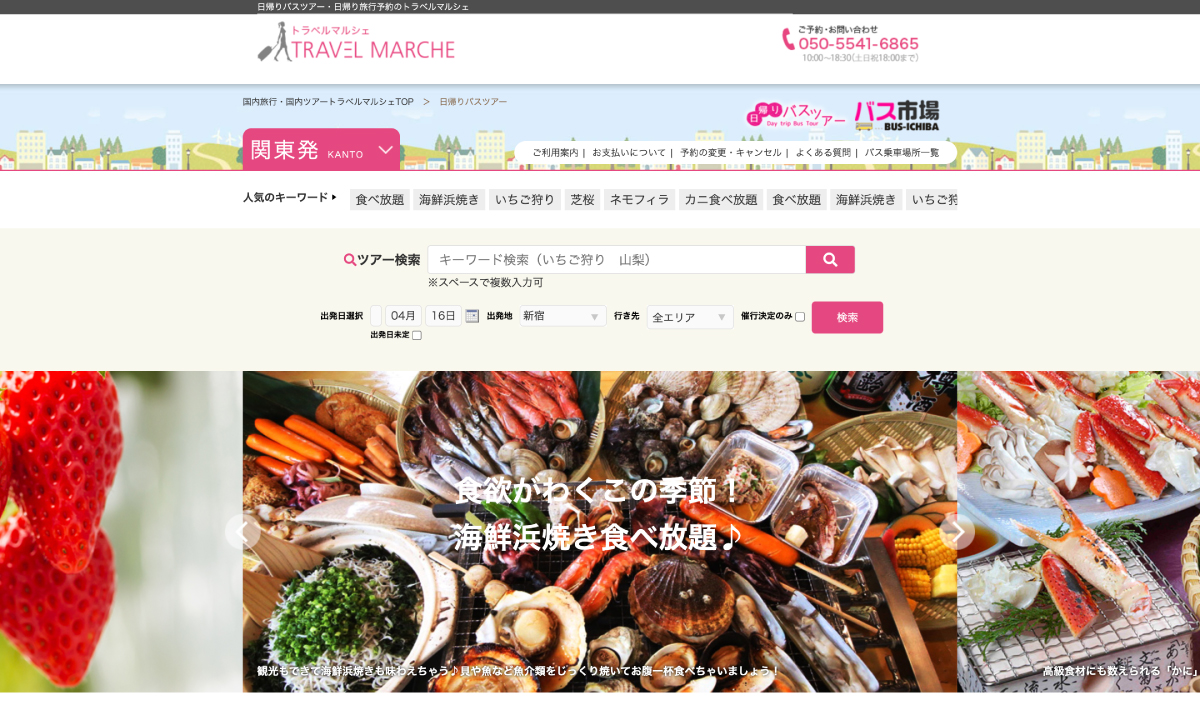 日帰りバスツアー・日帰り旅行予約のトラベルマルシェ
トラベルマルシェ
TRAVEL MARCHE
ご予約・お問い合わせ
050-5541-6865
10:00〜18:30(土日祝18:00まで)
国内旅行・国内ツアートラベルマルシェTOP > 日帰りバスツアー
日帰りバスツアー
Day trip Bus Tour
バス市場
BUS-ICHIBA
関東発 KANTO
ご利用案内 | お支払いについて | 予約の変更・キャンセル | よくある質問 | バス乗車場所一覧
人気のキーワード
食べ放題 海鮮浜焼き いちご狩り 芝桜 ネモフィラ カニ食べ放題 食べ放題 海鮮浜焼き いちご狩
ツアー検索 キーワード検索（いちご狩り 山梨）
※スペースで複数入力可
出発日選択 04月 16日 出発地 新宿 行き先 全エリア 催行決定のみ 検索
出発日未定
食欲がわくこの季節！
海鮮浜焼き食べ放題♪
観光もできて海鮮浜焼きも味わえちゃう♪貝や魚など魚介類をじっくり焼いてお腹一杯食べちゃいましょう！
高級食材にも数えられる「かに」